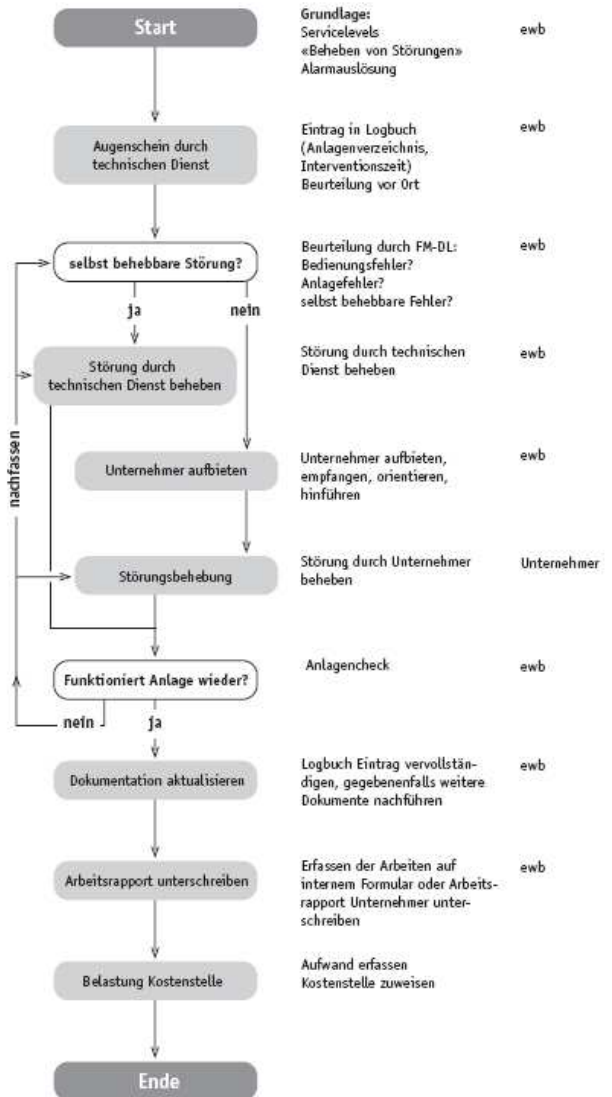 Start
Grundlage:
Servicelevels
«Beheben von Störungen»
Alarmauslösung
ewb
Augenschein durch
technischen Dienst
Eintrag in Logbuch
(Anlagenverzeichnis,
Interventionszeit)
Beurteilung vor Ort
ewb
selbst behebbare Störung?
Beurteilung durch FM-DL:
Bedienungsfehler?
Anlagefehler?
selbst behebbare Fehler?
ewb
ja
nein
Störung durch
technischen Dienst beheben
Störung durch technischen
Dienst beheben
ewb
nachfassen
Unternehmer aufbieten
Unternehmer aufbieten,
empfangen, orientieren,
hinführen
ewb
Störungsbehebung
Störung durch Unternehmer
beheben
Unternehmer
Funktioniert Anlage wieder?
Anlagencheck
ewb
nein
ja
Dokumentation aktualisieren
Logbuch Eintrag vervollstän-
digen, gegebenenfalls weitere
Dokumente nachführen
ewb
Arbeitsrapport unterschreiben
Erfassen der Arbeiten auf
internem Formular oder Arbeits-
rapport Unternehmer unter-
schreiben
ewb
Belastung Kostenstelle
Aufwand erfassen
Kostenstelle zuweisen
Ende